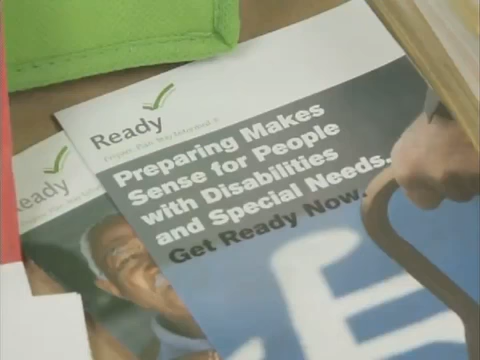 Ready
Preparing Makes
Sense for People
with Disabilities
and Special Needs.
Get Ready Now.
Ready